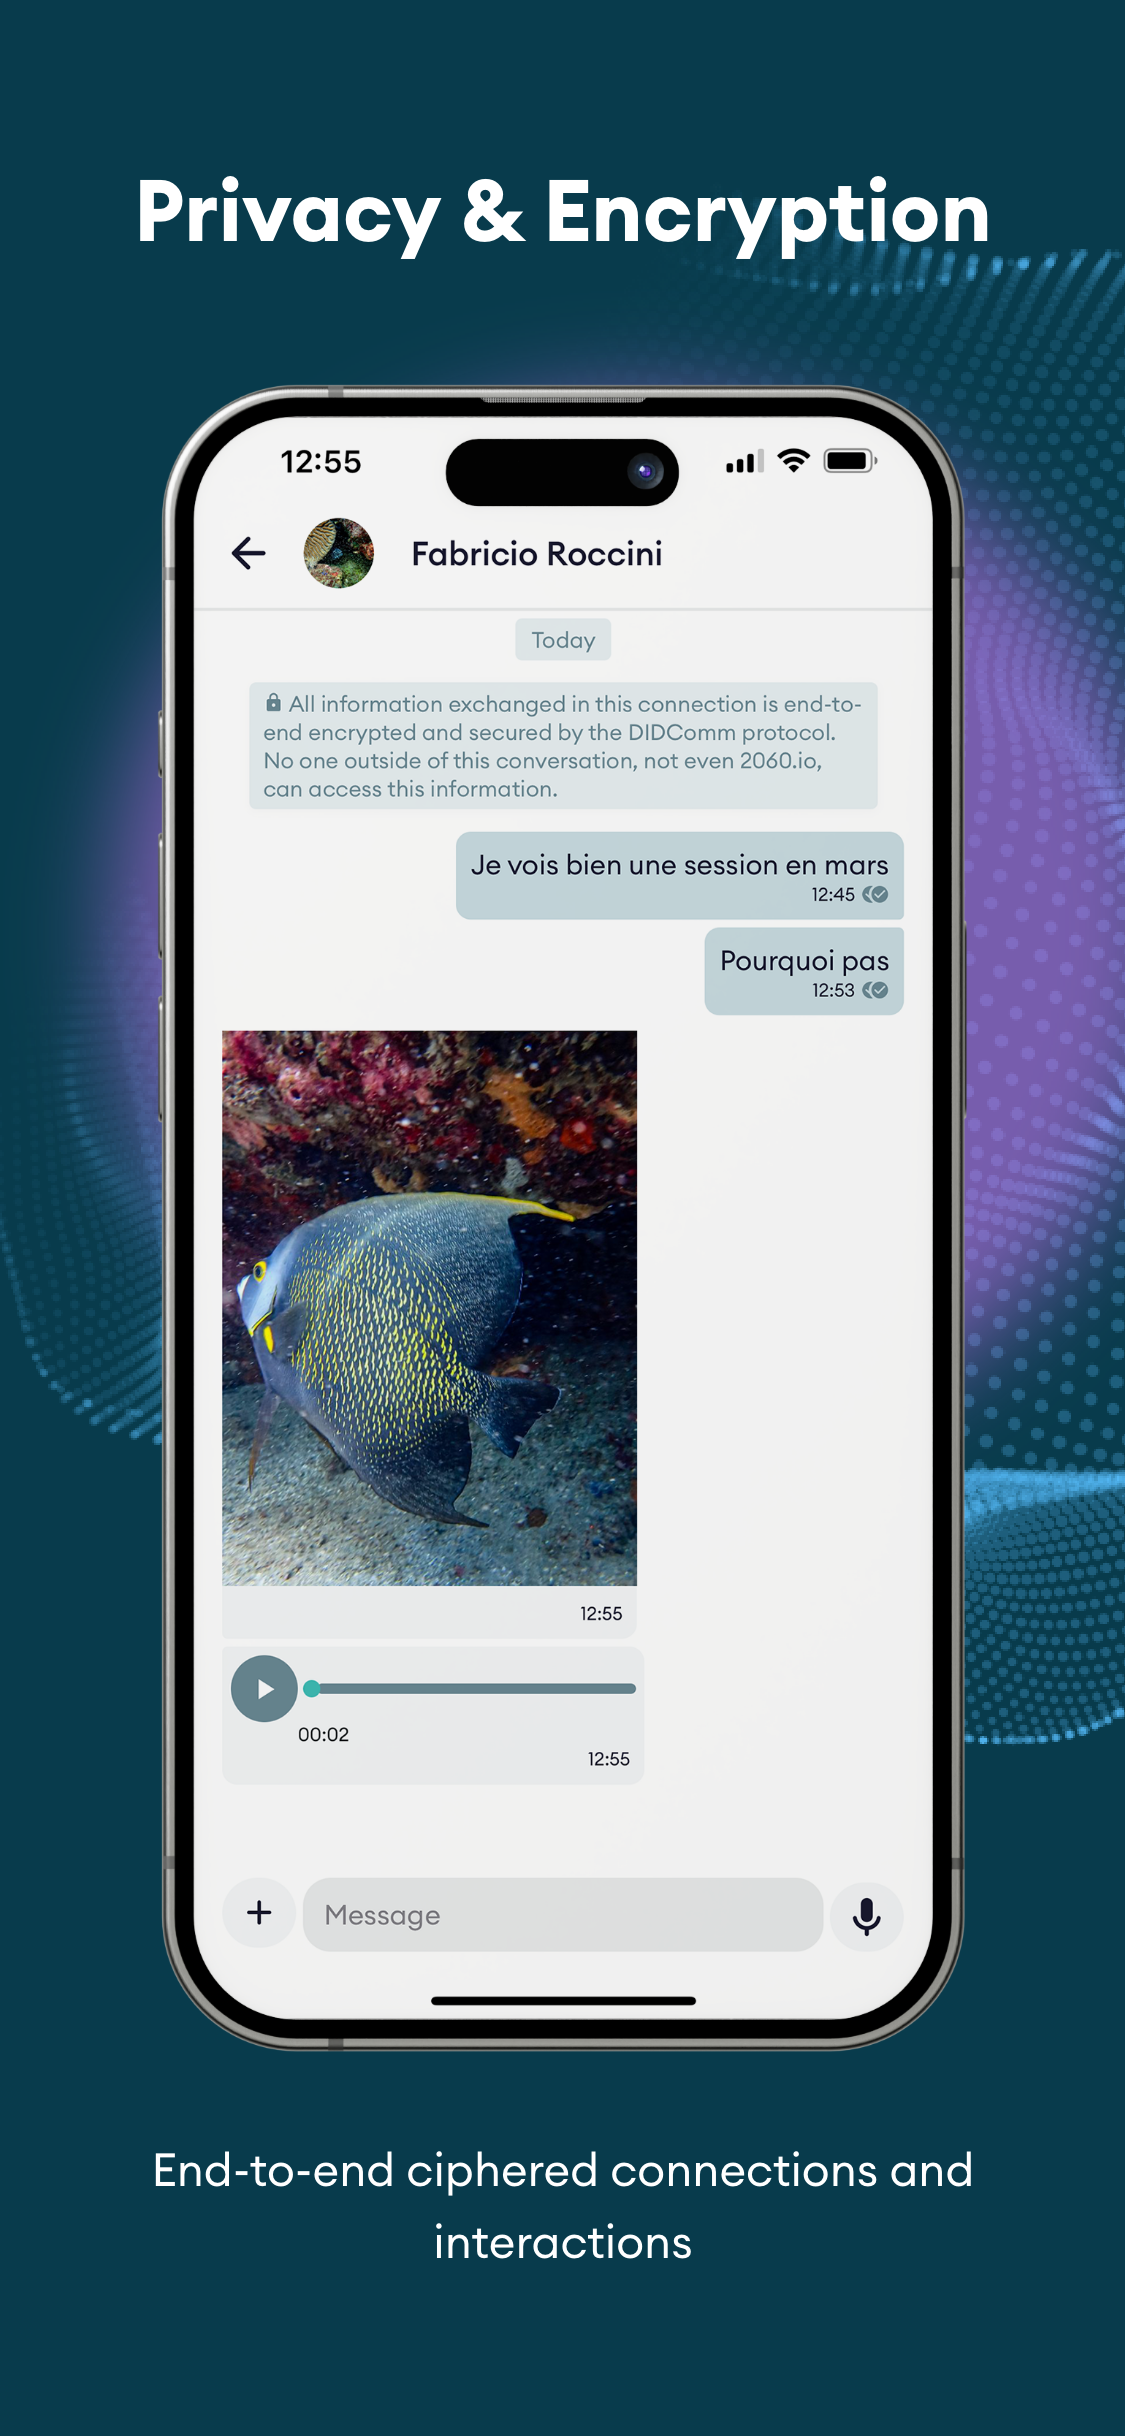 Privacy & Encryption
12:55
Fabricio Roccini
Today
All information exchanged in this connection is end-to-
end encrypted and secured by the DIDComm protocol.
No one outside of this conversation, not even 2060.io,
can access this information.
Je vois bien une session en mars
12:45
Pourquoi pas
12:53
12:55
00:02
12:55
Message
End-to-end ciphered connections and
interactions